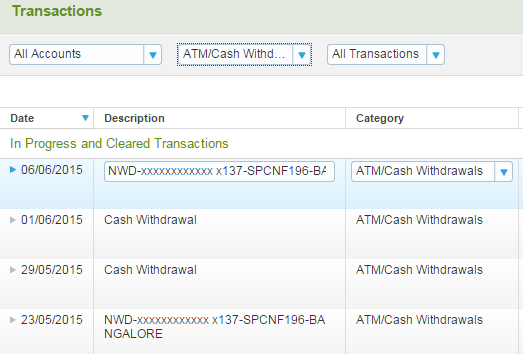 Transactions
All Accounts ATM/Cash Withd... All Transactions
Date Description Category
In Progress and Cleared Transactions
06/06/2015 NWD-xxxxxxxxxxxx x137-SPCNF196-BA ATM/Cash Withdrawals
01/06/2015 Cash Withdrawal ATM/Cash Withdrawals
29/05/2015 Cash Withdrawal ATM/Cash Withdrawals
23/05/2015 NWD-xxxxxxxxxxxx x137-SPCNF196-BA ATM/Cash Withdrawals
NGALORE